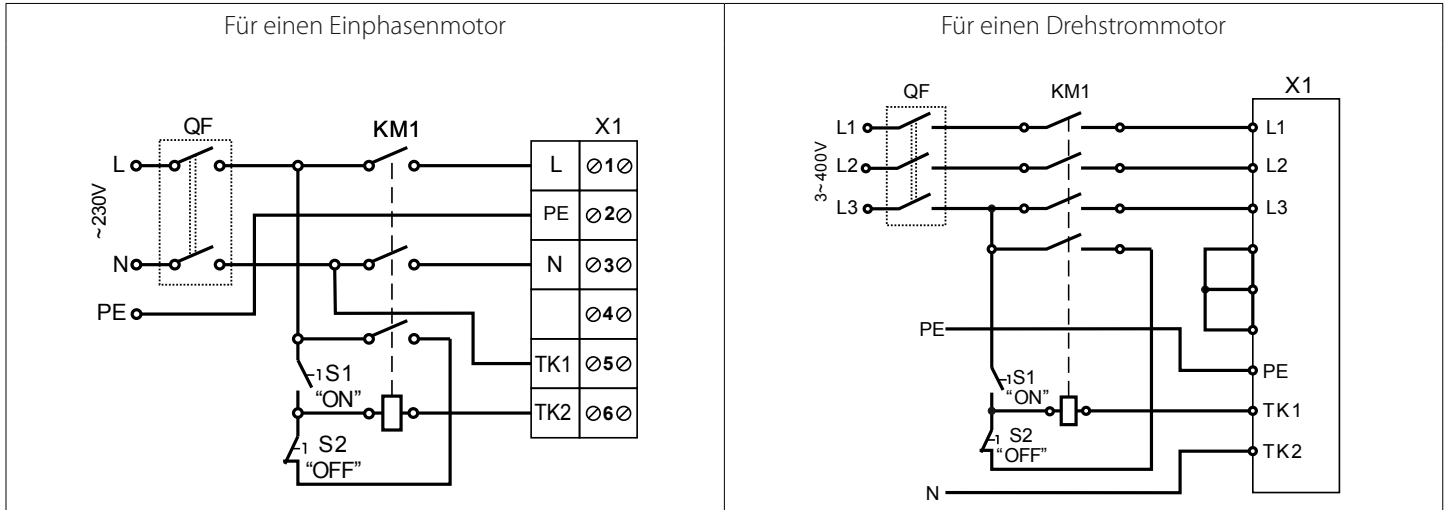 Für einen Einphasenmotor
QF
KM1
X1
L
L
1
~230V
PE
2
N
N
3
PE
4
TK1
5
S1
"ON"
TK2
6
S2
"OFF"
Für einen Drehstrommotor
QF
KM1
X1
L1
L1
3~400V
L2
L2
L3
L3
PE
PE
S1
"ON"
TK1
S2
"OFF"
TK2
N